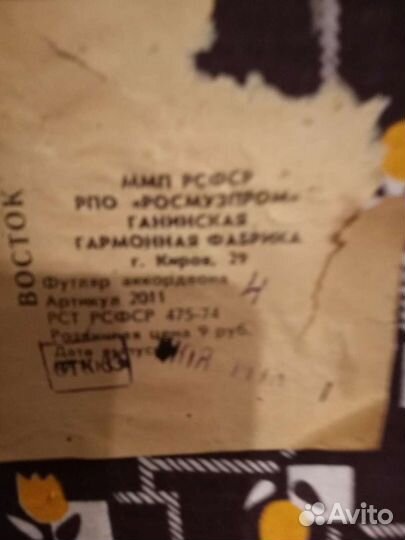 ВОСТОК
ММП РСФСР
РПО «РОСМУЗПРОМ»
ГАНИНСКАЯ
ГАРМОННАЯ ФАБРИКА
г. Киров, 29
Футляр аккордеона 4
Артикул 2011
РСТ РСФСР 475-74
Розничная цена 9 руб.
Дата выпуска
ОТК
Avito